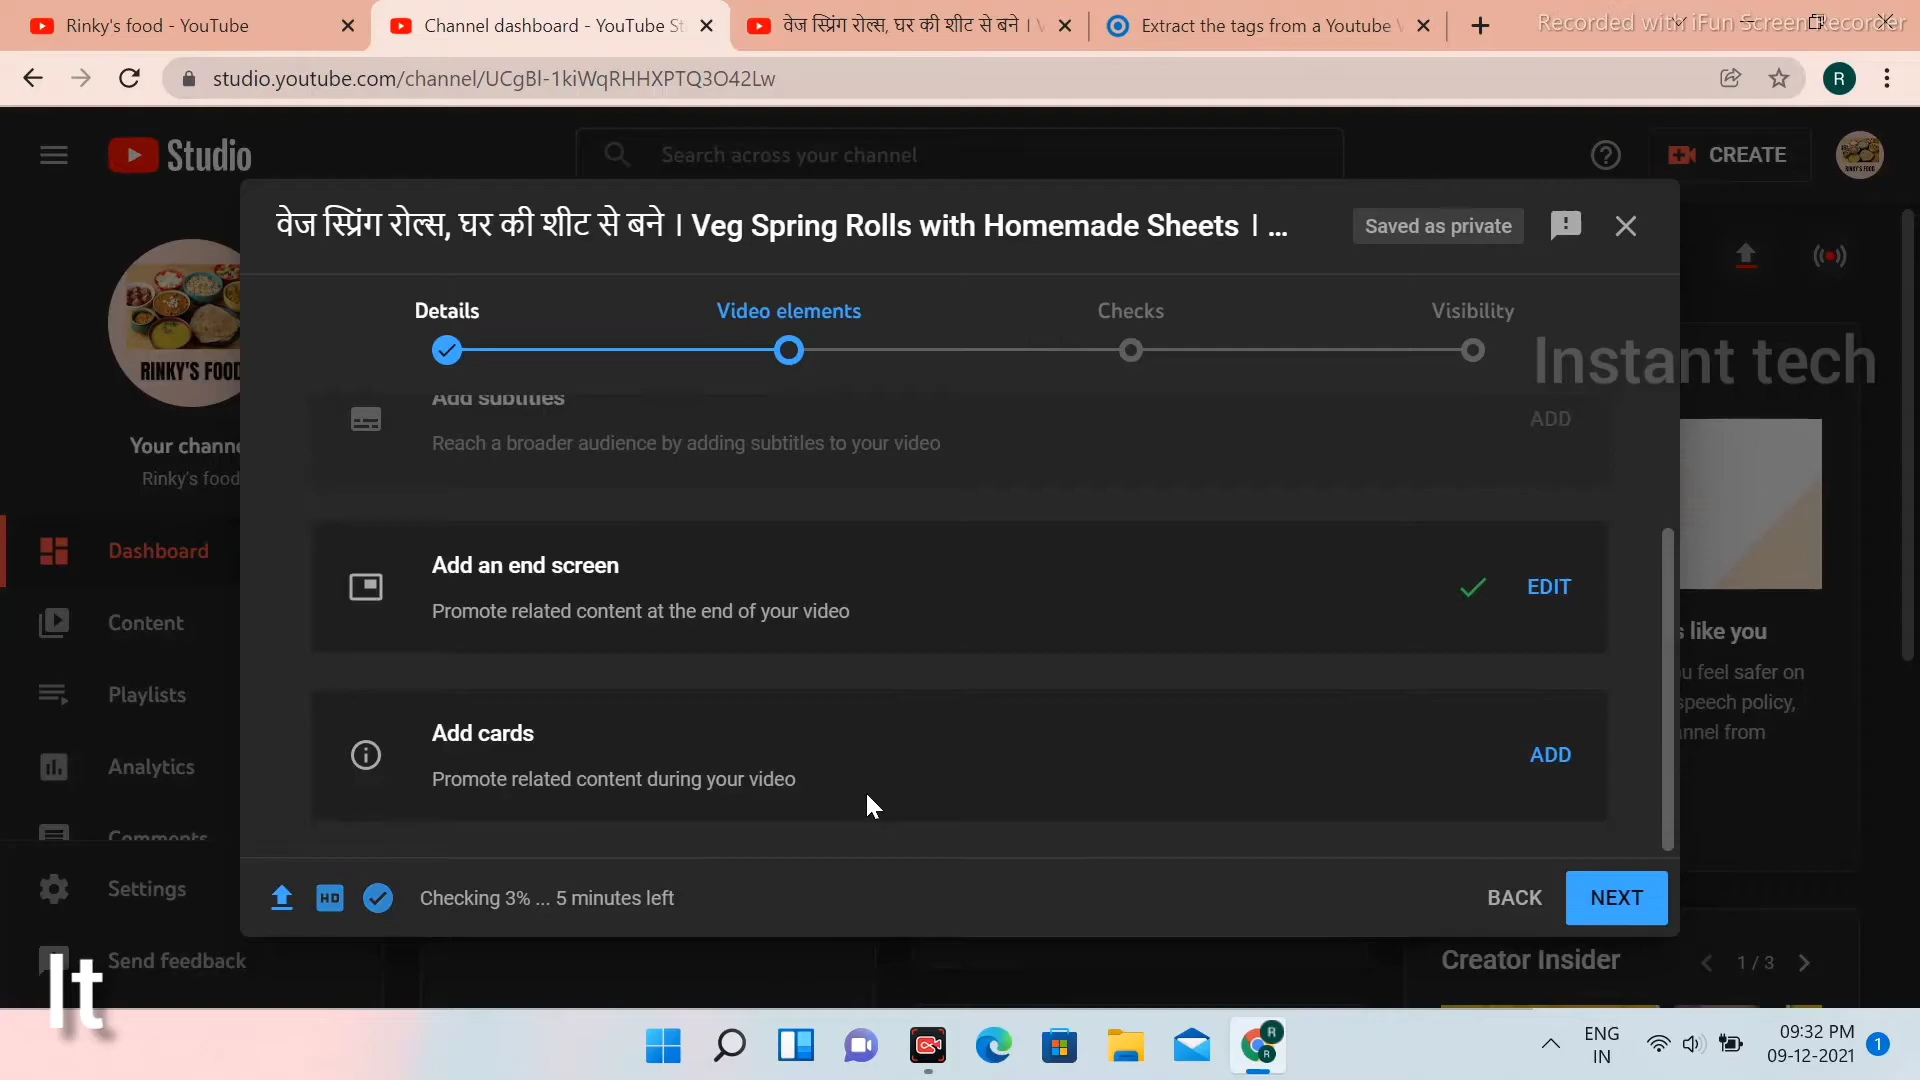 Rinky's food - YouTube
Channel dashboard - YouTube St
वेज स्प्रिंग रोल्स, घर की शीट से बने ।
Extract the tags from a Youtube V
Recorded with iFun Screen Recorder
studio.youtube.com/channel/UCgBl-1kiWqRHHXPTQ3O42Lw
R
Studio
Search across your channel
CREATE
वेज स्प्रिंग रोल्स, घर की शीट से बने । Veg Spring Rolls with Homemade Sheets । ...
Saved as private
Details
Video elements
Checks
Visibility
Instant tech
RINKY'S FOOD
Add subtitles
Reach a broader audience by adding subtitles to your video
ADD
Your channe
Rinky's food
Add an end screen
Promote related content at the end of your video
EDIT
Dashboard
Content
Playlists
Analytics
Comments
Settings
Send feedback
Add cards
Promote related content during your video
ADD
s like you
u feel safer on
speech policy,
nnel from
HD
Checking 3% ... 5 minutes left
BACK
NEXT
Creator Insider
1 / 3
It
ENG
IN
09:32 PM
09-12-2021
1